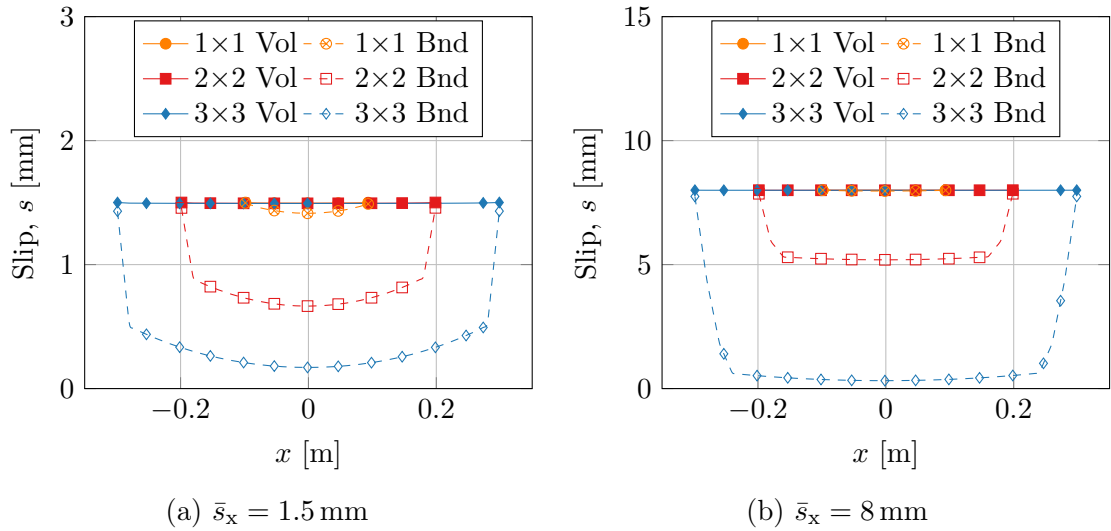 3
2
1
0
Slip, s [mm]
1×1 Vol 1×1 Bnd
2×2 Vol 2×2 Bnd
3×3 Vol 3×3 Bnd
−0.2 0 0.2
x [m]
(a) s̄ₓ = 1.5 mm
15
10
5
0
Slip, s [mm]
1×1 Vol 1×1 Bnd
2×2 Vol 2×2 Bnd
3×3 Vol 3×3 Bnd
−0.2 0 0.2
x [m]
(b) s̄ₓ = 8 mm